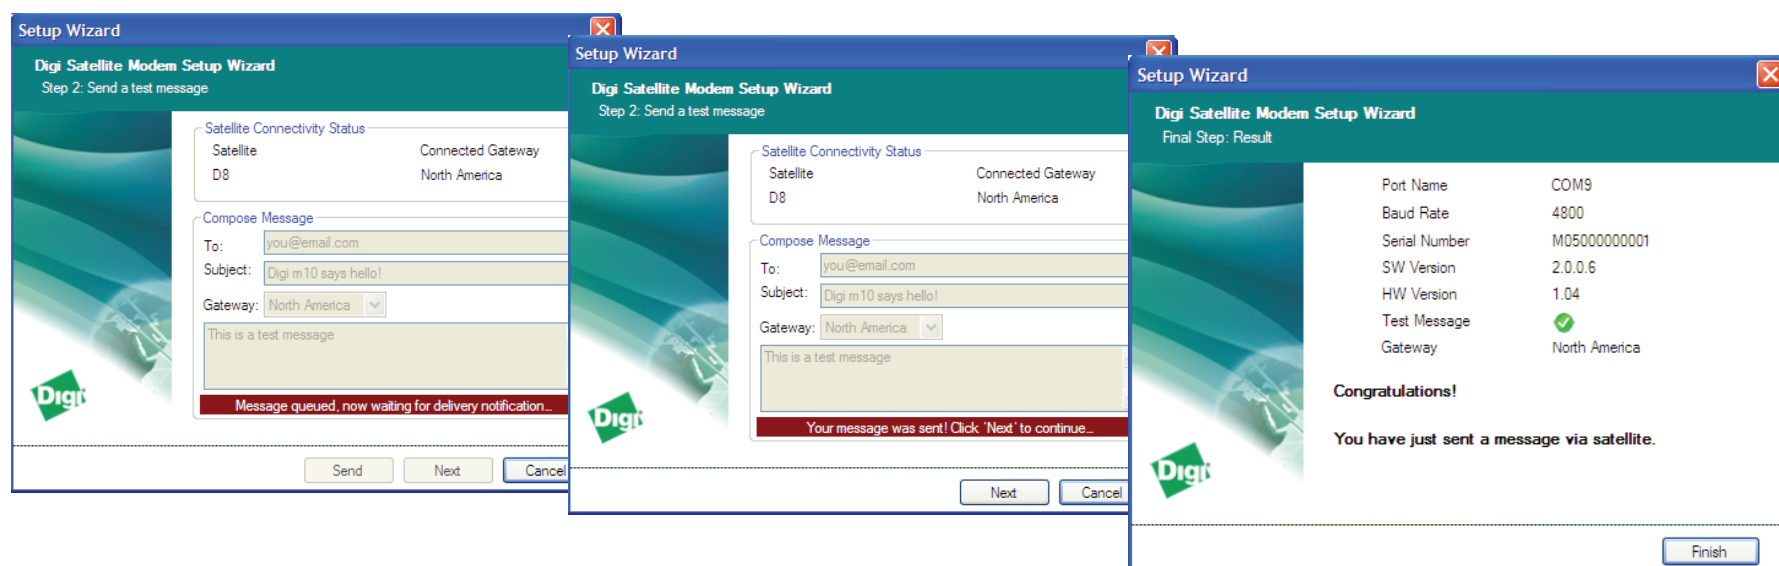 Setup Wizard
Digi Satellite Modem Setup Wizard
Step 2: Send a test message
Satellite Connectivity Status
Satellite Connected Gateway
D8 North America
Compose Message
To: you@email.com
Subject: Digi m10 says hello!
Gateway: North America
This is a test message
Message queued, now waiting for delivery notification...
Digi
Send Next Cancel
Setup Wizard
Digi Satellite Modem Setup Wizard
Step 2: Send a test message
Satellite Connectivity Status
Satellite Connected Gateway
D8 North America
Compose Message
To: you@email.com
Subject: Digi m10 says hello!
Gateway: North America
This is a test message
Your message was sent! Click 'Next' to continue...
Digi
Next Cancel
Setup Wizard
Digi Satellite Modem Setup Wizard
Final Step: Result
Port Name COM9
Baud Rate 4800
Serial Number M05000000001
SW Version 2.0.0.6
HW Version 1.04
Test Message
Gateway North America
Congratulations!
You have just sent a message via satellite.
Digi
Finish